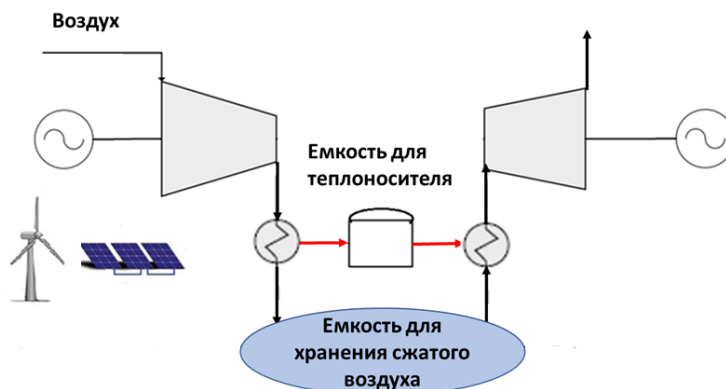 Воздух
Емкость для
теплоносителя
Емкость для
хранения сжатого
воздуха